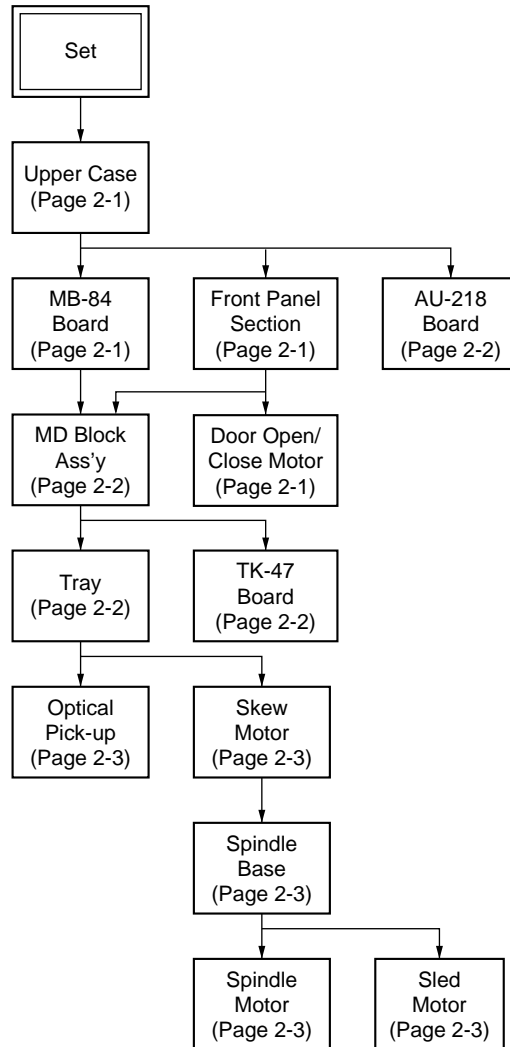 Set
Upper Case
(Page 2-1)
MB-84
Board
(Page 2-1)
Front Panel
Section
(Page 2-1)
AU-218
Board
(Page 2-2)
MD Block
Ass'y
(Page 2-2)
Door Open/
Close Motor
(Page 2-1)
Tray
(Page 2-2)
TK-47
Board
(Page 2-2)
Optical
Pick-up
(Page 2-3)
Skew
Motor
(Page 2-3)
Spindle
Base
(Page 2-3)
Spindle
Motor
(Page 2-3)
Sled
Motor
(Page 2-3)